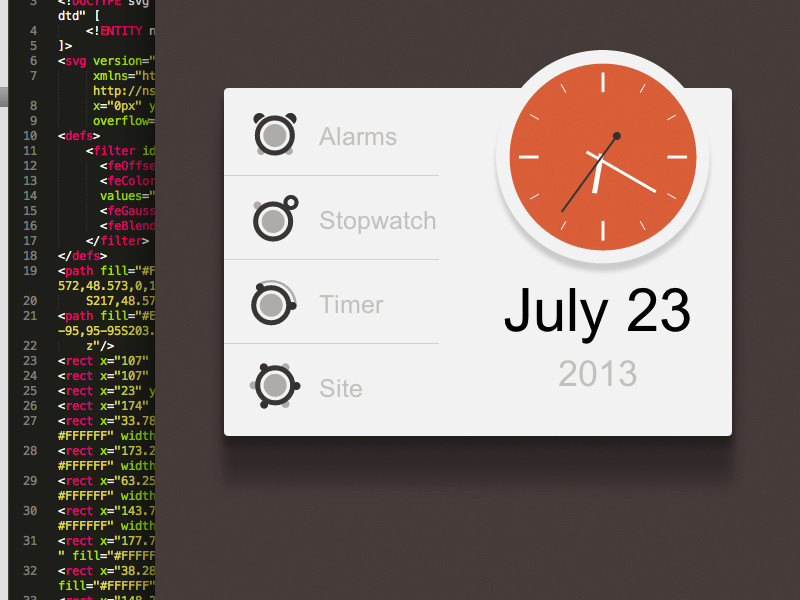 3 <!DOCTYPE svg
dtd" [
4 <!ENTITY n
5 ]>
6 <svg version="
7 xmlns="ht
http://ns
8 x="0px" y
9 overflow=
10 <defs>
11 <filter id
12 <feOffse
13 <feColor
14 values="
15 <feGauss
16 <feBlend
17 </filter>
18 </defs>
19 <path fill="#F
572,48.573,0,1
20 S217,48.57
21 <path fill="#E
-95,95-95S203.
22 z"/>
23 <rect x="107"
24 <rect x="107"
25 <rect x="23" y
26 <rect x="174"
27 <rect x="33.78
#FFFFFF" width
28 <rect x="173.2
#FFFFFF" width
29 <rect x="63.25
#FFFFFF" width
30 <rect x="143.7
#FFFFFF" width
31 <rect x="177.7
" fill="#FFFFF
32 <rect x="38.28
fill="#FFFFFF"
Alarms
Stopwatch
Timer
Site
July 23
2013